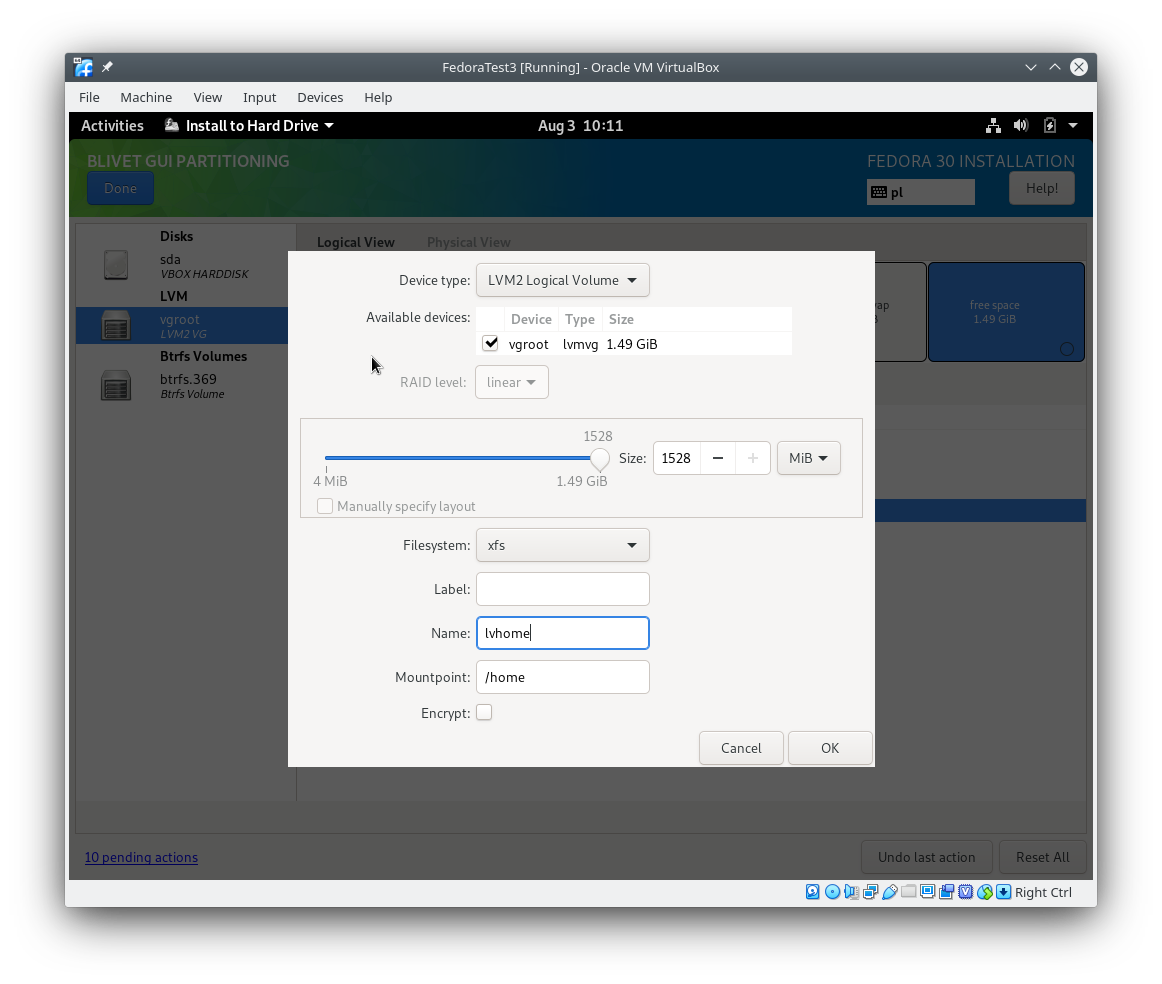 FedoraTest3 [Running] - Oracle VM VirtualBox
File Machine View Input Devices Help
Activities Install to Hard Drive Aug 3 10:11
BLIVET GUI PARTITIONING FEDORA 30 INSTALLATION
Done pl Help!
Disks
sda
VBOX HARDDISK
LVM
vgroot
LVM2 VG
Btrfs Volumes
btrfs.369
Btrfs Volume
Logical View Physical View
free space
1.49 GiB
Device type: LVM2 Logical Volume
Available devices: Device Type Size
vgroot lvmvg 1.49 GiB
RAID level: linear
1528
Size: 1528 MiB
4 MiB 1.49 GiB
Manually specify layout
Filesystem: xfs
Label:
Name: lvhome
Mountpoint: /home
Encrypt:
Cancel OK
10 pending actions Undo last action Reset All
Right Ctrl